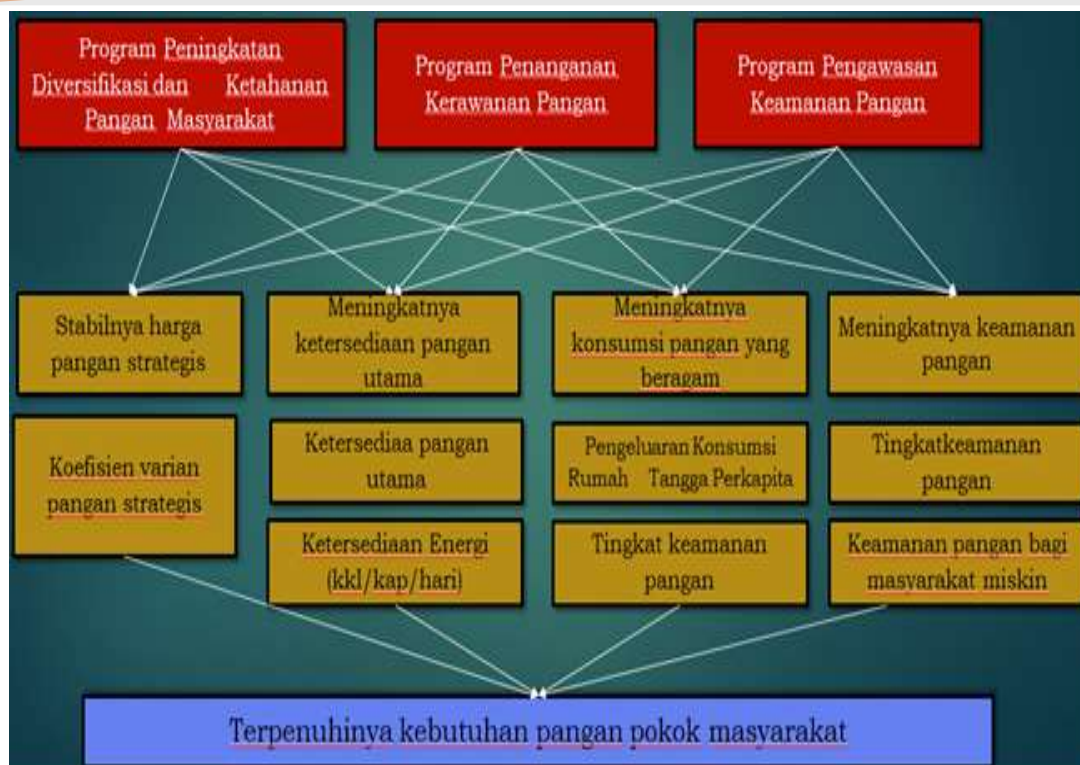 Program Peningkatan
Diversifikasi dan Ketahanan
Pangan Masyarakat
Program Penanganan
Kerawanan Pangan
Program Pengawasan
Keamanan Pangan
Stabilnya harga
pangan strategis
Meningkatnya
ketersediaan pangan
utama
Meningkatnya
konsumsi pangan yang
beragam
Meningkatnya keamanan
pangan
Koefisien varian
pangan strategis
Ketersediaa pangan
utama
Pengeluaran Konsumsi
Rumah Tangga Perkapita
Tingkatkeamanan
pangan
Ketersediaan Energi
(kkl/kap/hari)
Tingkat keamanan
pangan
Keamanan pangan bagi
masyarakat miskin
Terpenuhinya kebutuhan pangan pokok masyarakat